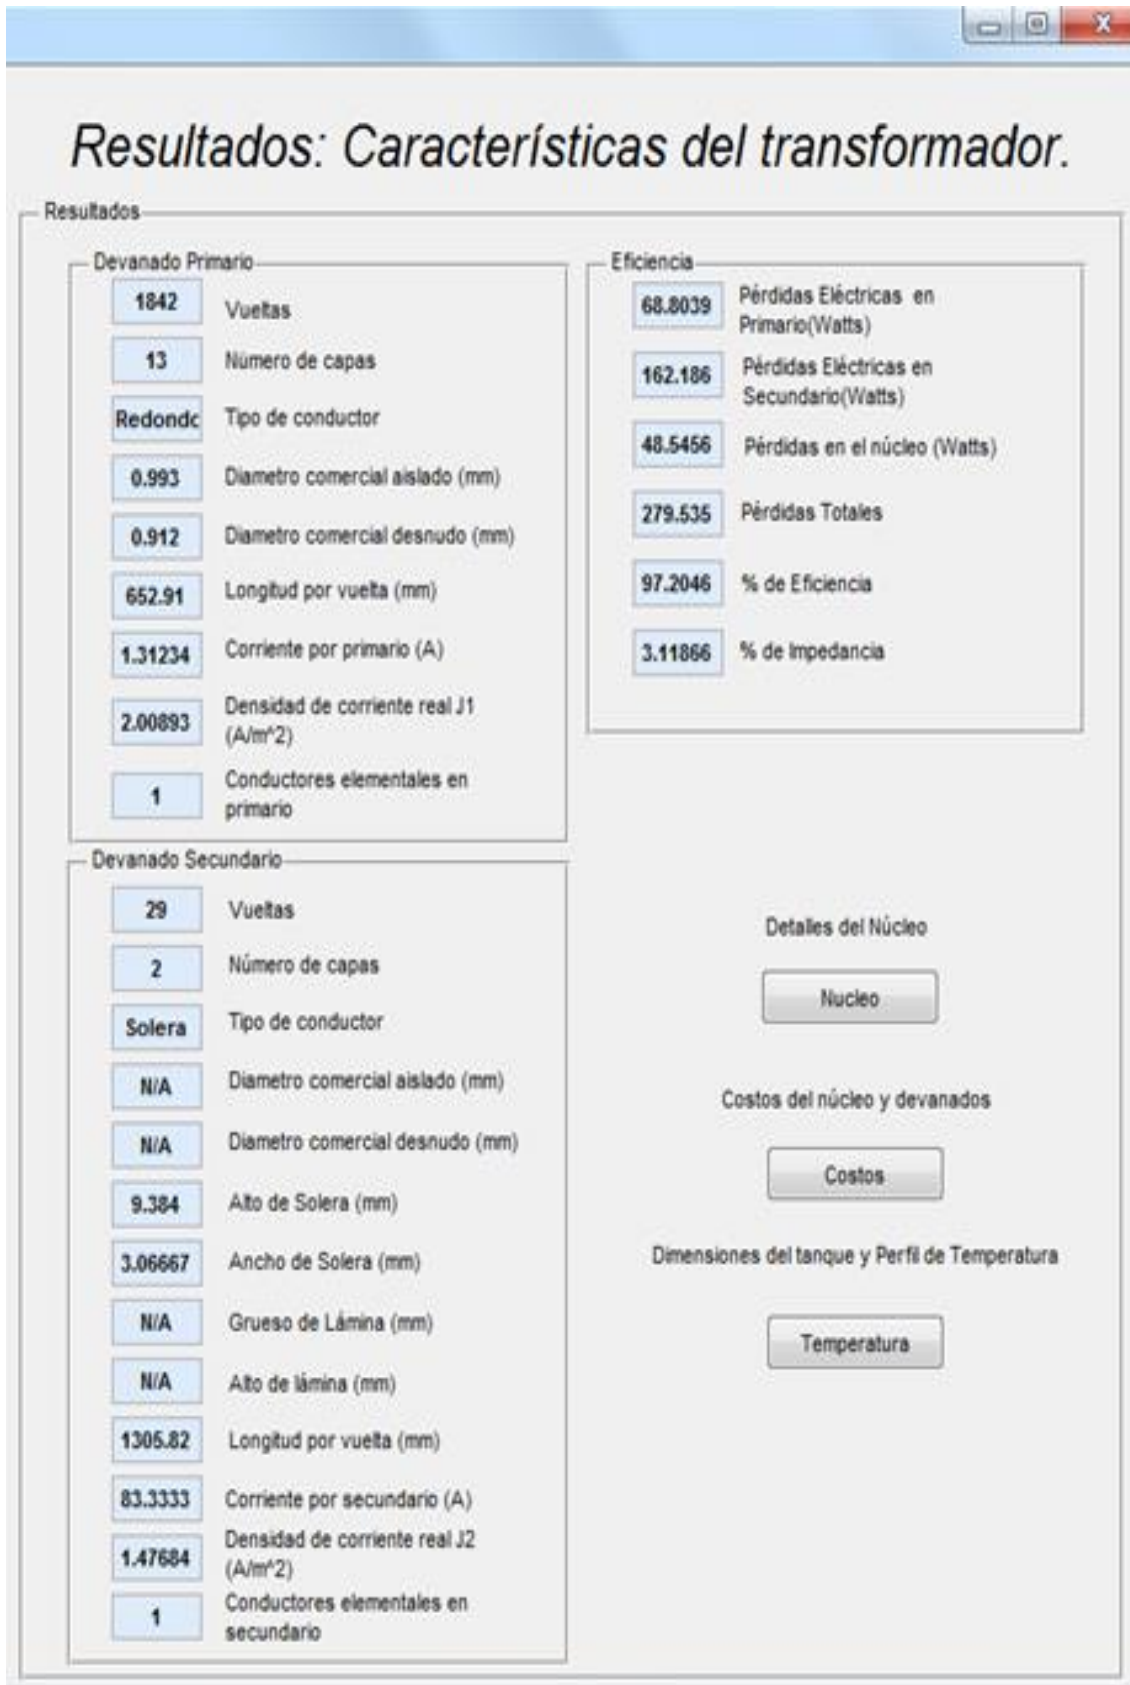 Resultados: Características del transformador.
Resultados
Devanado Primario
1842 Vueltas
13 Número de capas
Redondo Tipo de conductor
0.993 Diametro comercial aislado (mm)
0.912 Diametro comercial desnudo (mm)
652.91 Longitud por vuelta (mm)
1.31234 Corriente por primario (A)
2.00893 Densidad de corriente real J1
(A/m^2)
1 Conductores elementales en
primario
Eficiencia
68.8039 Pérdidas Eléctricas en
Primario(Watts)
162.186 Pérdidas Eléctricas en
Secundario(Watts)
48.5456 Pérdidas en el núcleo (Watts)
279.535 Pérdidas Totales
97.2046 % de Eficiencia
3.11866 % de Impedancia
Devanado Secundario
29 Vueltas
2 Número de capas
Solera Tipo de conductor
N/A Diametro comercial aislado (mm)
N/A Diametro comercial desnudo (mm)
9.384 Alto de Solera (mm)
3.06667 Ancho de Solera (mm)
N/A Grueso de Lámina (mm)
N/A Alto de lámina (mm)
1305.82 Longitud por vuelta (mm)
83.3333 Corriente por secundario (A)
1.47684 Densidad de corriente real J2
(A/m^2)
1 Conductores elementales en
secundario
Detalles del Núcleo
Nucleo
Costos del núcleo y devanados
Costos
Dimensiones del tanque y Perfil de Temperatura
Temperatura